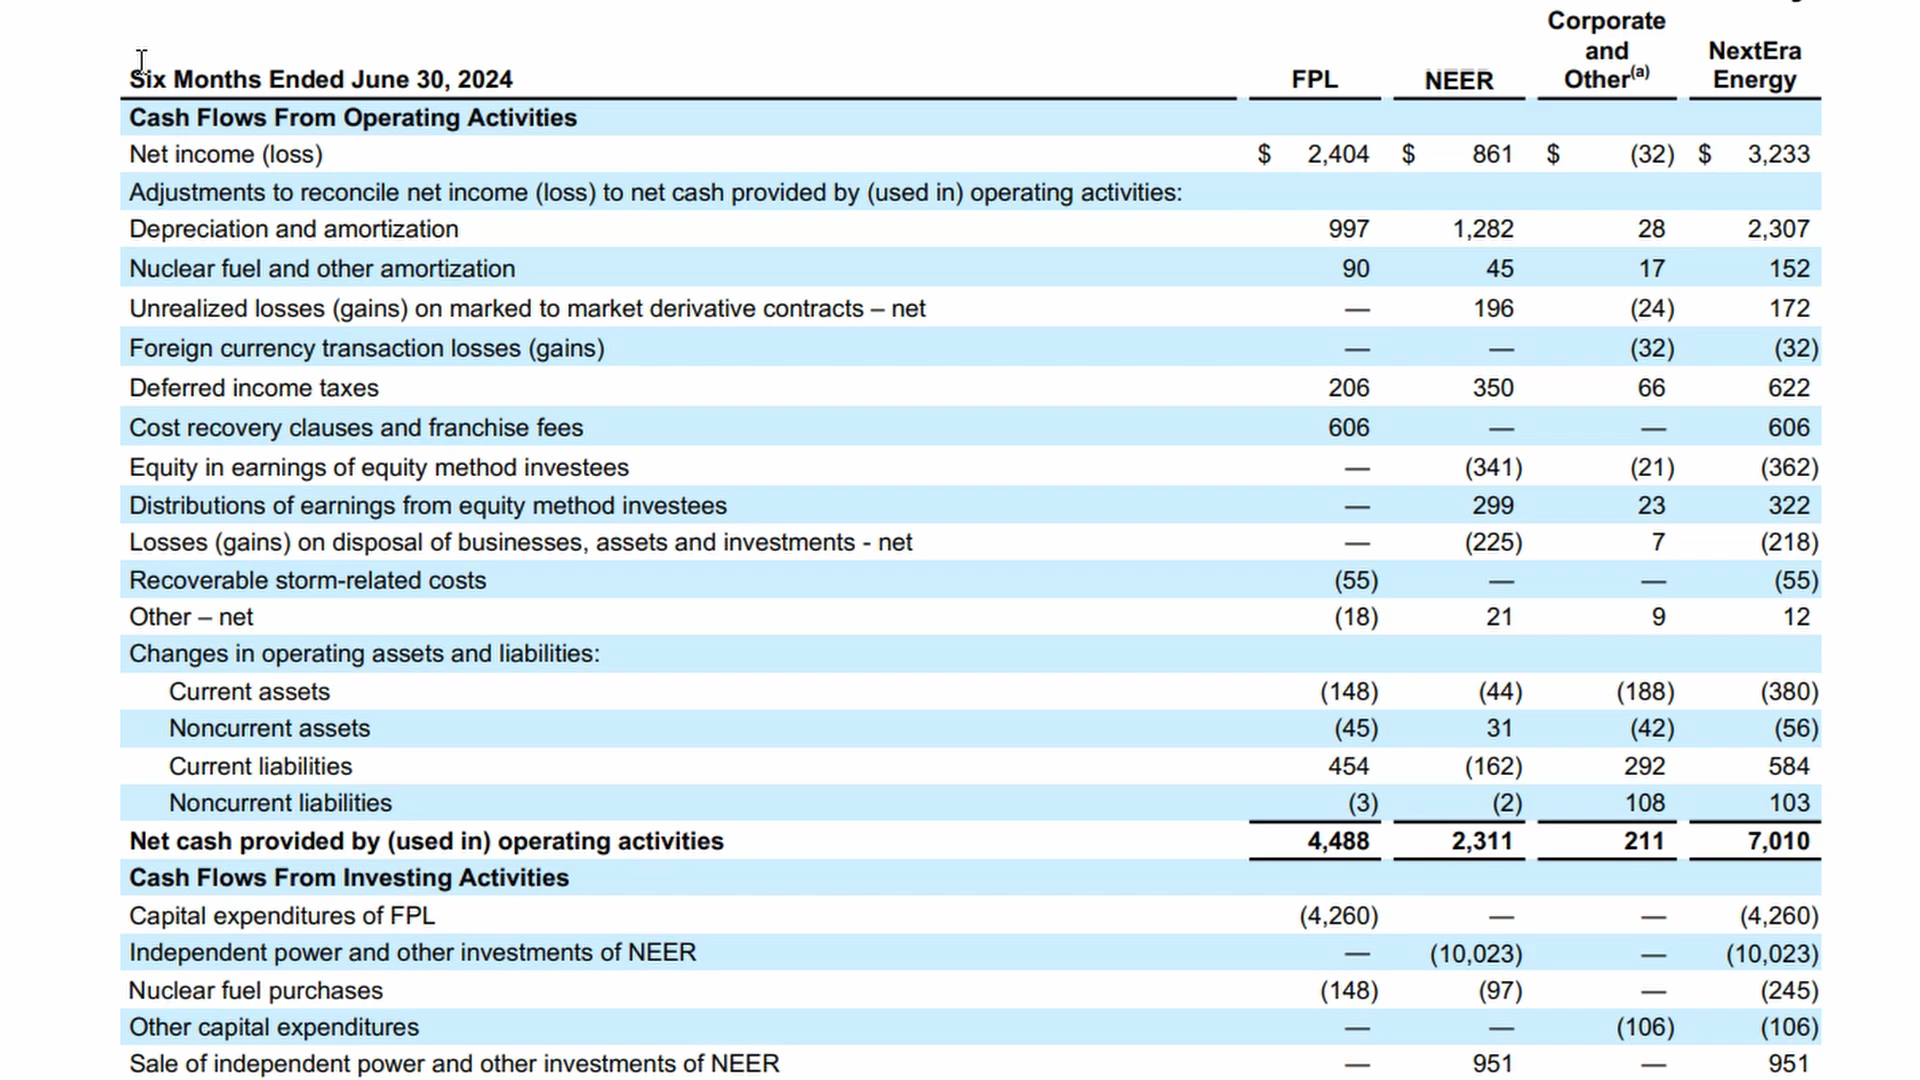 Corporate and Other(a)
NextEra Energy
Six Months Ended June 30, 2024 FPL NEER
Cash Flows From Operating Activities
Net income (loss) $ 2,404 $ 861 $ (32) $ 3,233
Adjustments to reconcile net income (loss) to net cash provided by (used in) operating activities:
Depreciation and amortization 997 1,282 28 2,307
Nuclear fuel and other amortization 90 45 17 152
Unrealized losses (gains) on marked to market derivative contracts – net — 196 (24) 172
Foreign currency transaction losses (gains) — — (32) (32)
Deferred income taxes 206 350 66 622
Cost recovery clauses and franchise fees 606 — — 606
Equity in earnings of equity method investees — (341) (21) (362)
Distributions of earnings from equity method investees — 299 23 322
Losses (gains) on disposal of businesses, assets and investments - net — (225) 7 (218)
Recoverable storm-related costs (55) — — (55)
Other – net (18) 21 9 12
Changes in operating assets and liabilities:
Current assets (148) (44) (188) (380)
Noncurrent assets (45) 31 (42) (56)
Current liabilities 454 (162) 292 584
Noncurrent liabilities (3) (2) 108 103
Net cash provided by (used in) operating activities 4,488 2,311 211 7,010
Cash Flows From Investing Activities
Capital expenditures of FPL (4,260) — — (4,260)
Independent power and other investments of NEER — (10,023) — (10,023)
Nuclear fuel purchases (148) (97) — (245)
Other capital expenditures — — (106) (106)
Sale of independent power and other investments of NEER — 951 — 951